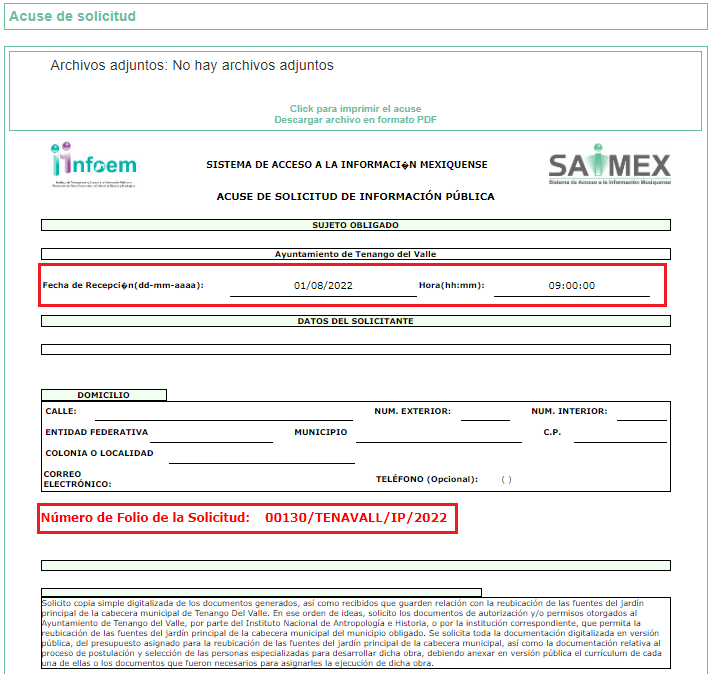 Acuse de solicitud
Archivos adjuntos: No hay archivos adjuntos
Click para imprimir el acuse
Descargar archivo en formato PDF
infoem
SISTEMA DE ACCESO A LA INFORMACI�N MEXIQUENSE
SAIMEX
Sistema de Acceso a la Información Mexiquense
ACUSE DE SOLICITUD DE INFORMACIÓN PÚBLICA
SUJETO OBLIGADO
Ayuntamiento de Tenango del Valle
Fecha de Recepci�n(dd-mm-aaaa): 01/08/2022 Hora(hh:mm): 09:00:00
DATOS DEL SOLICITANTE
DOMICILIO
CALLE: NUM. EXTERIOR: NUM. INTERIOR:
ENTIDAD FEDERATIVA MUNICIPIO C.P.
COLONIA O LOCALIDAD
CORREO
ELECTRÓNICO: TELÉFONO (Opcional): ( )
Número de Folio de la Solicitud: 00130/TENAVALL/IP/2022
Solicito copia simple digitalizada de los documentos generados, así como recibidos que guarden relación con la reubicación de las fuentes del jardín
principal de la cabecera municipal de Tenango Del Valle. En ese orden de ideas, solicito los documentos de autorización y/o permisos otorgados al
Ayuntamiento de Tenango del Valle, por parte del Instituto Nacional de Antropología e Historia, o por la institución correspondiente, que permita la
reubicación de las fuentes del jardín principal de la cabecera municipal del municipio obligado. Se solicita toda la documentación digitalizada en versión
pública, del presupuesto asignado para la reubicación de las fuentes del jardín principal de la cabecera municipal, así como la documentación relativa al
proceso de postulación y selección de las personas especializadas para desarrollar dicha obra, debiendo anexar en versión pública el currículum de cada
una de ellas o los documentos que fueron necesarios para asignarles la ejecución de dicha obra.